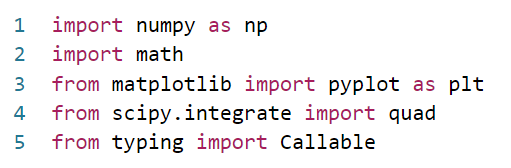 1 import numpy as np
2 import math
3 from matplotlib import pyplot as plt
4 from scipy.integrate import quad
5 from typing import Callable